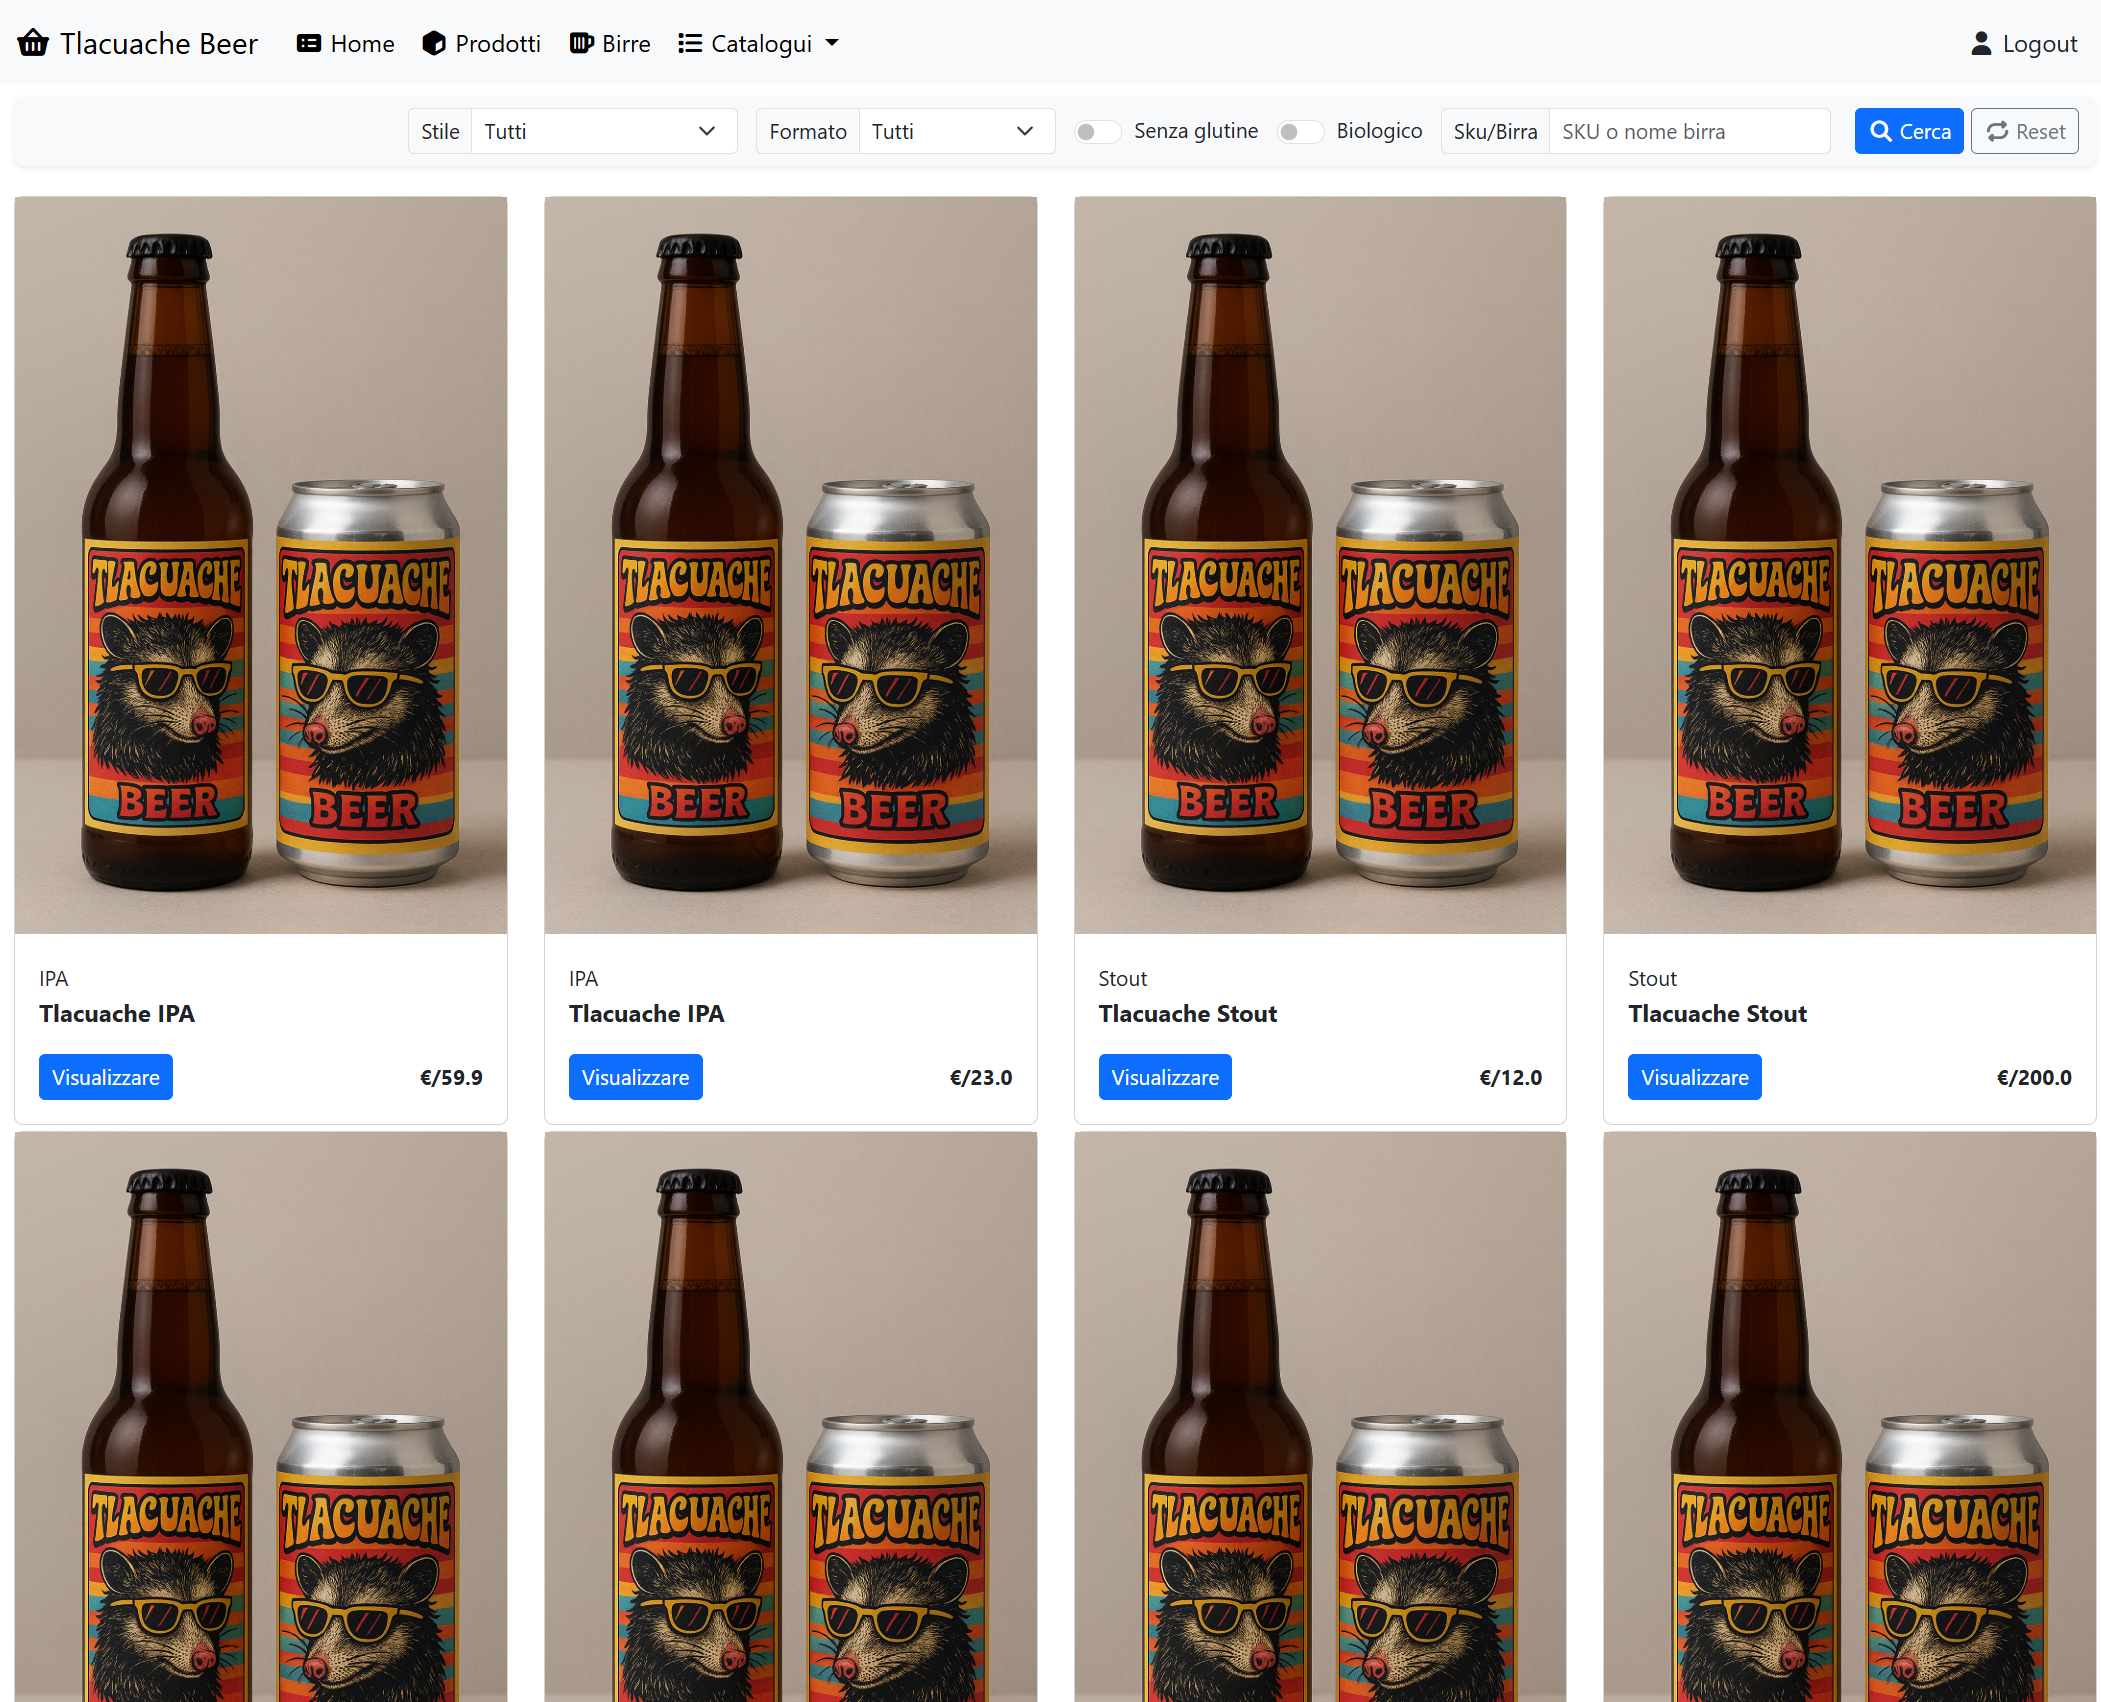 Tlacuache Beer Home Prodotti Birre Catalogui Logout
Stile Tutti Formato Tutti Senza glutine Biologico Sku/Birra SKU o nome birra Cerca Reset
TLACUACHE TLACUACHE TLACUACHE TLACUACHE TLACUACHE TLACUACHE TLACUACHE TLACUACHE
BEER BEER BEER BEER BEER BEER BEER BEER
IPA IPA Stout Stout
Tlacuache IPA Tlacuache IPA Tlacuache Stout Tlacuache Stout
Visualizzare €/59.9 Visualizzare €/23.0 Visualizzare €/12.0 Visualizzare €/200.0
TLACUACHE TLACUACHE TLACUACHE TLACUACHE TLACUACHE TLACUACHE TLACUACHE TLACUACHE